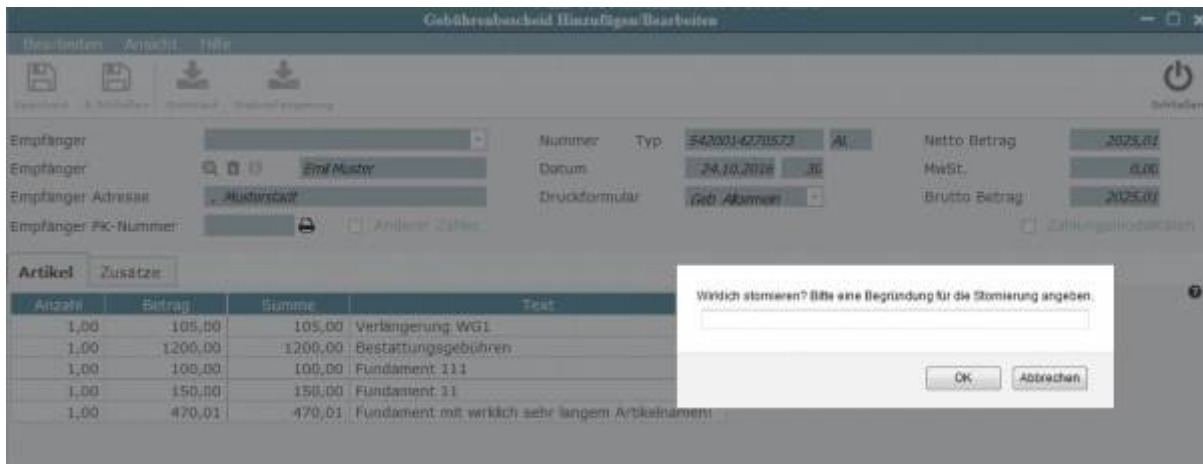 Gebührenbescheid Hinzufügen/Bearbeiten
Bearbeiten Ansicht Hilfe
Speichern & Schließen
Schließen
Empfänger Nummer Typ 5420014270573 AL Netto Betrag 2025,01
Empfänger Emil Muster Datum 24.10.2016 30 MwSt. 0,00
Empfänger Adresse , Musterstadt Druckformular Geb Allgemein Brutto Betrag 2025,01
Empfänger PK-Nummer Anderer Zahler Zahlungsmodalitäten
Artikel Zusätze
Anzahl Betrag Summe Text
1,00 105,00 105,00 Verlängerung WG1
1,00 1200,00 1200,00 Bestattungsgebühren
1,00 100,00 100,00 Fundament 111
1,00 150,00 150,00 Fundament 11
1,00 470,01 470,01 Fundament mit wirklich sehr langem Artikelnamen!
Wirklich stornieren? Bitte eine Begründung für die Stornierung angeben.
OK Abbrechen